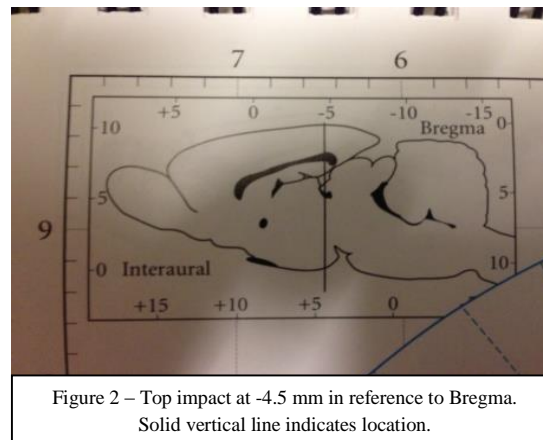 7 6
+5 0 -5 -10 -15
10 Bregma 0
5 5
9
0 Interaural 10
+15 +10 +5 0
Figure 2 – Top impact at -4.5 mm in reference to Bregma.
Solid vertical line indicates location.